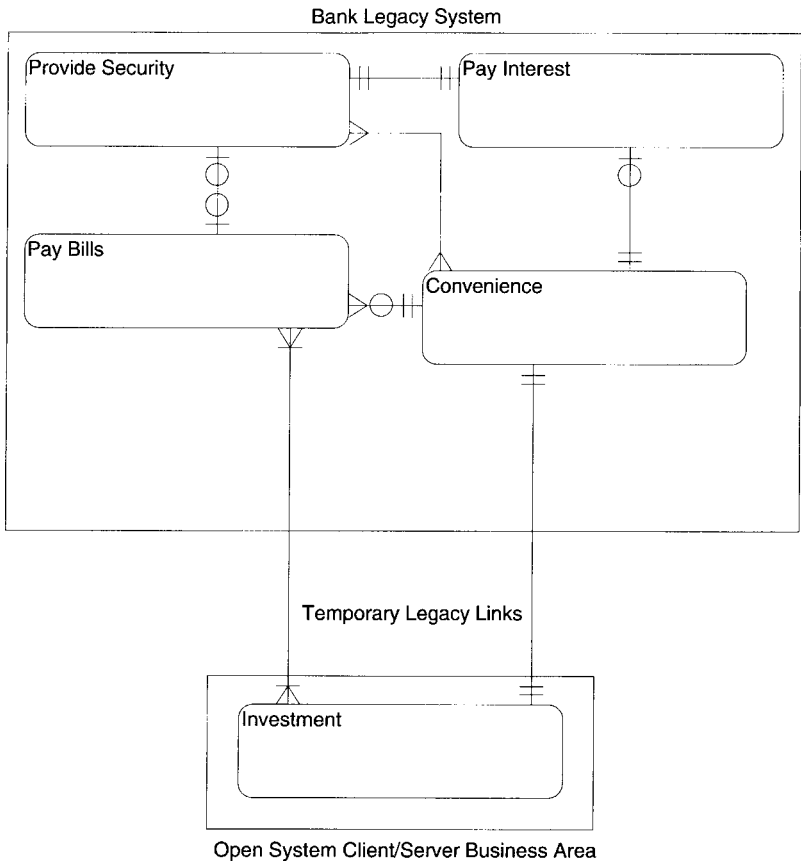 Bank Legacy System
Provide Security
Pay Interest
Pay Bills
Convenience
Temporary Legacy Links
Investment
Open System Client/Server Business Area